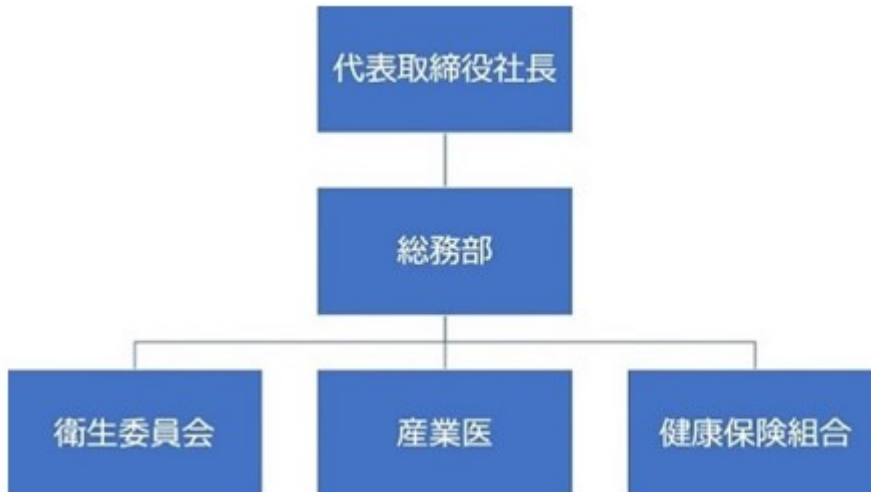 代表取締役社長
総務部
衛生委員会
産業医
健康保険組合